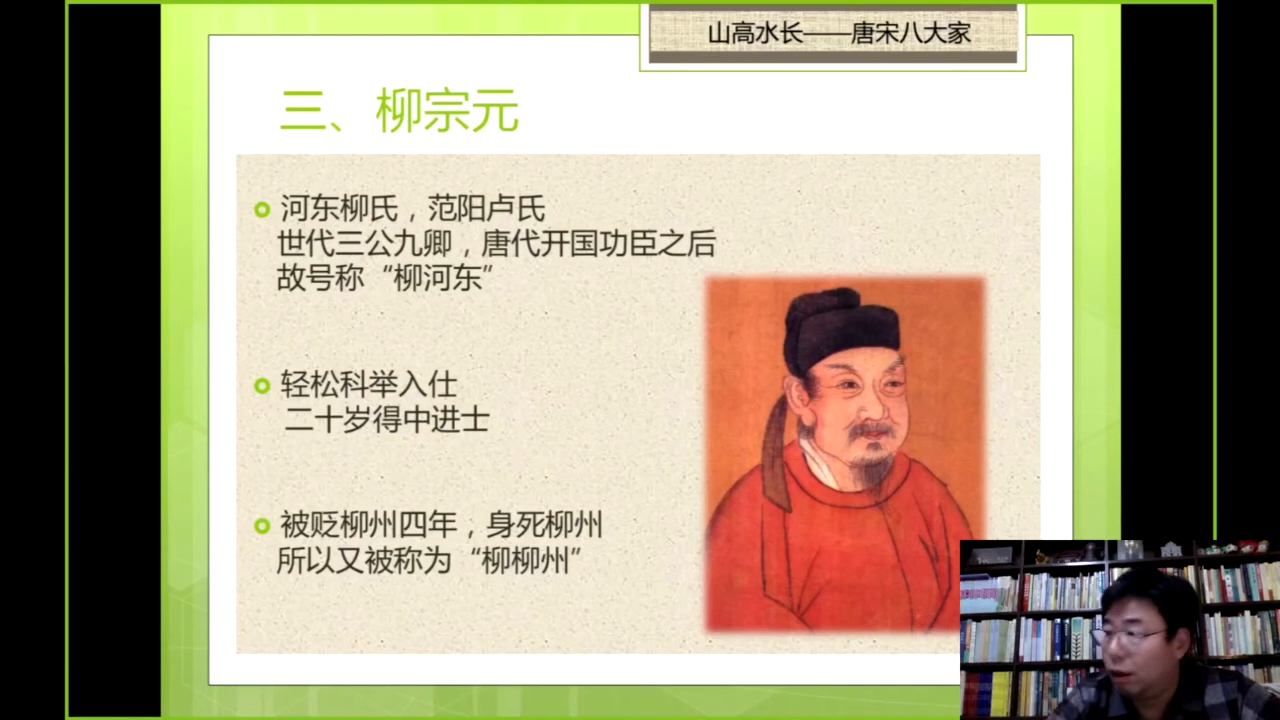 山高水长——唐宋八大家
三、柳宗元
河东柳氏，范阳卢氏
世代三公九卿，唐代开国功臣之后
故号称“柳河东”
轻松科举入仕
二十岁得中进士
被贬柳州四年，身死柳州
所以又被称为“柳柳州”